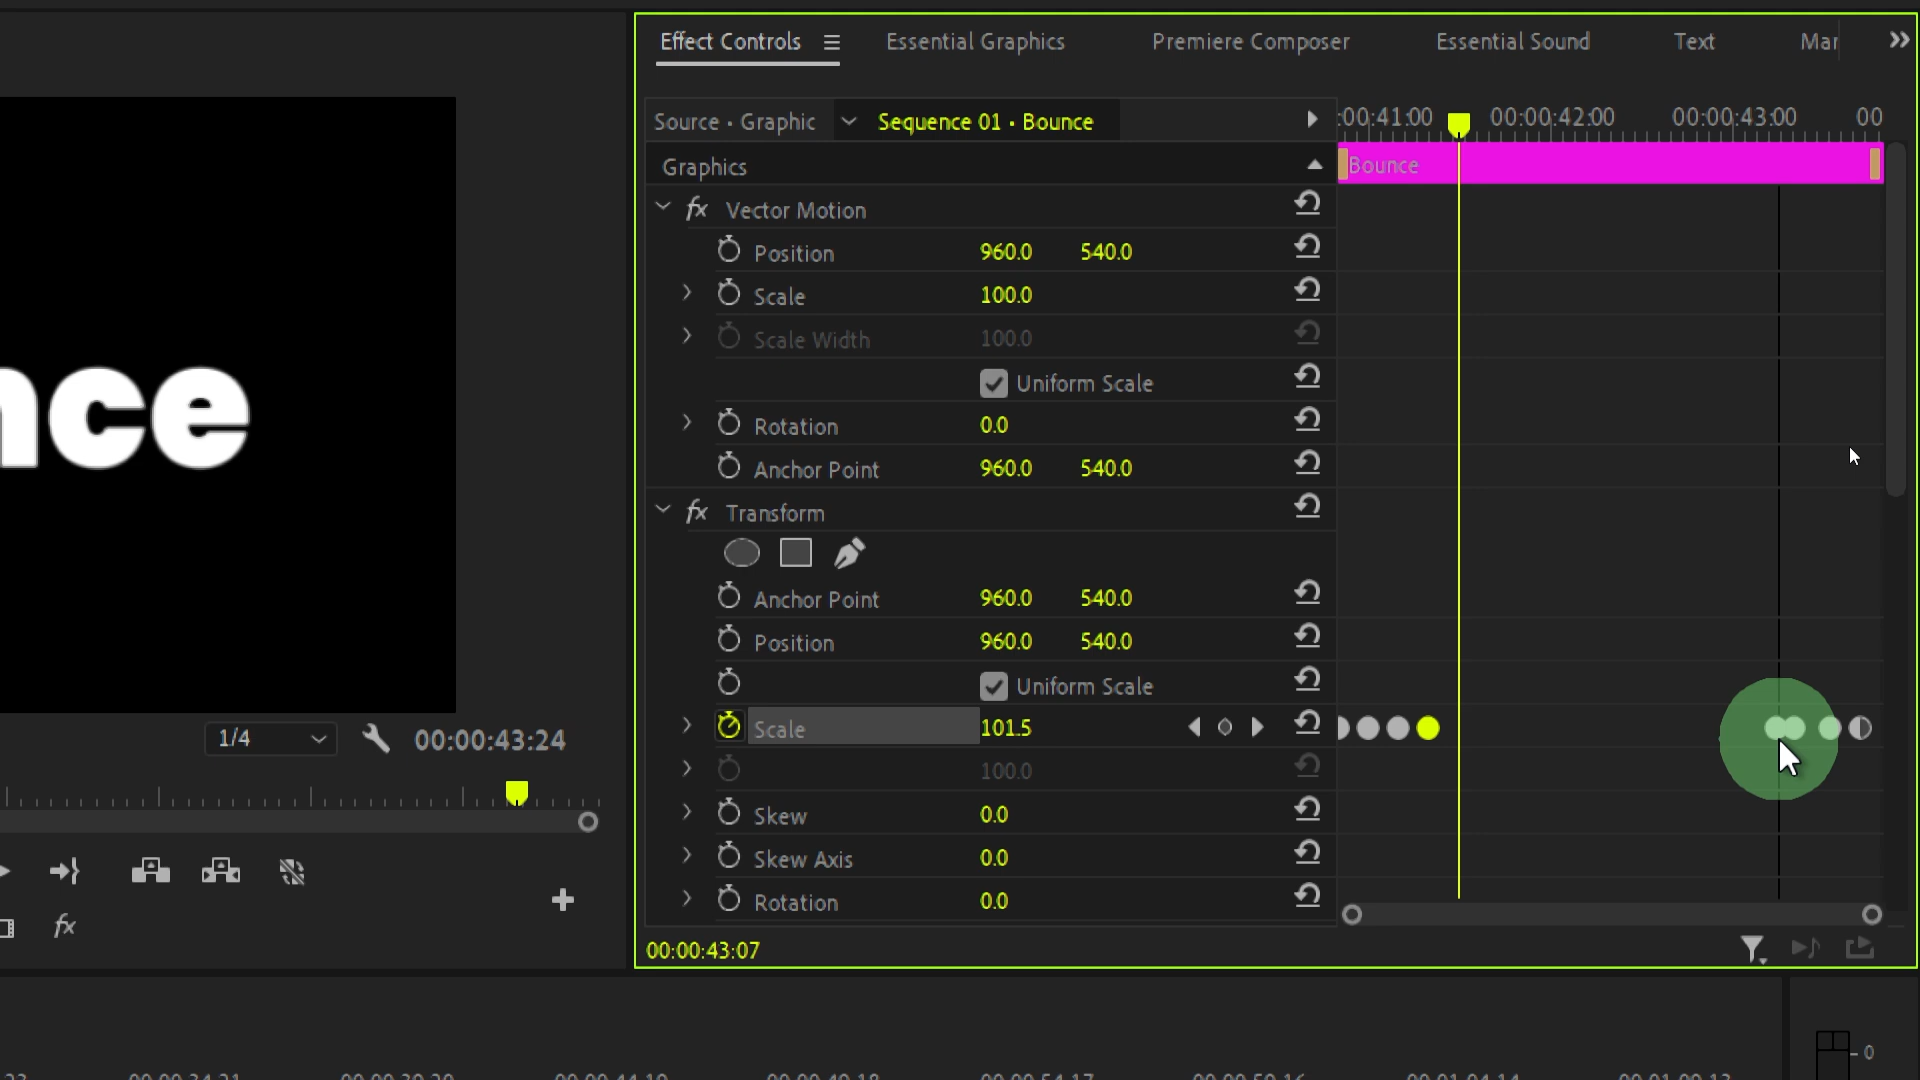 Effect Controls Essential Graphics Premiere Composer Essential Sound Text Mar
Source • Graphic Sequence 01 • Bounce
:00:41:00 00:00:42:00 00:00:43:00 00
Graphics
Bounce
fx Vector Motion
Position 960.0 540.0
Scale 100.0
Scale Width 100.0
Uniform Scale
Rotation 0.0
Anchor Point 960.0 540.0
nce
fx Transform
Anchor Point 960.0 540.0
Position 960.0 540.0
Uniform Scale
Scale 101.5
1/4 00:00:43:24
100.0
Skew 0.0
Skew Axis 0.0
Rotation 0.0
fx
00:00:43:07
0